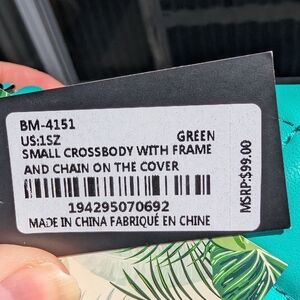 BM-4151
US:1SZ GREEN
SMALL CROSSBODY WITH FRAME
AND CHAIN ON THE COVER
194295070692
MADE IN CHINA FABRIQUÉ EN CHINE
MSRP:$99.00